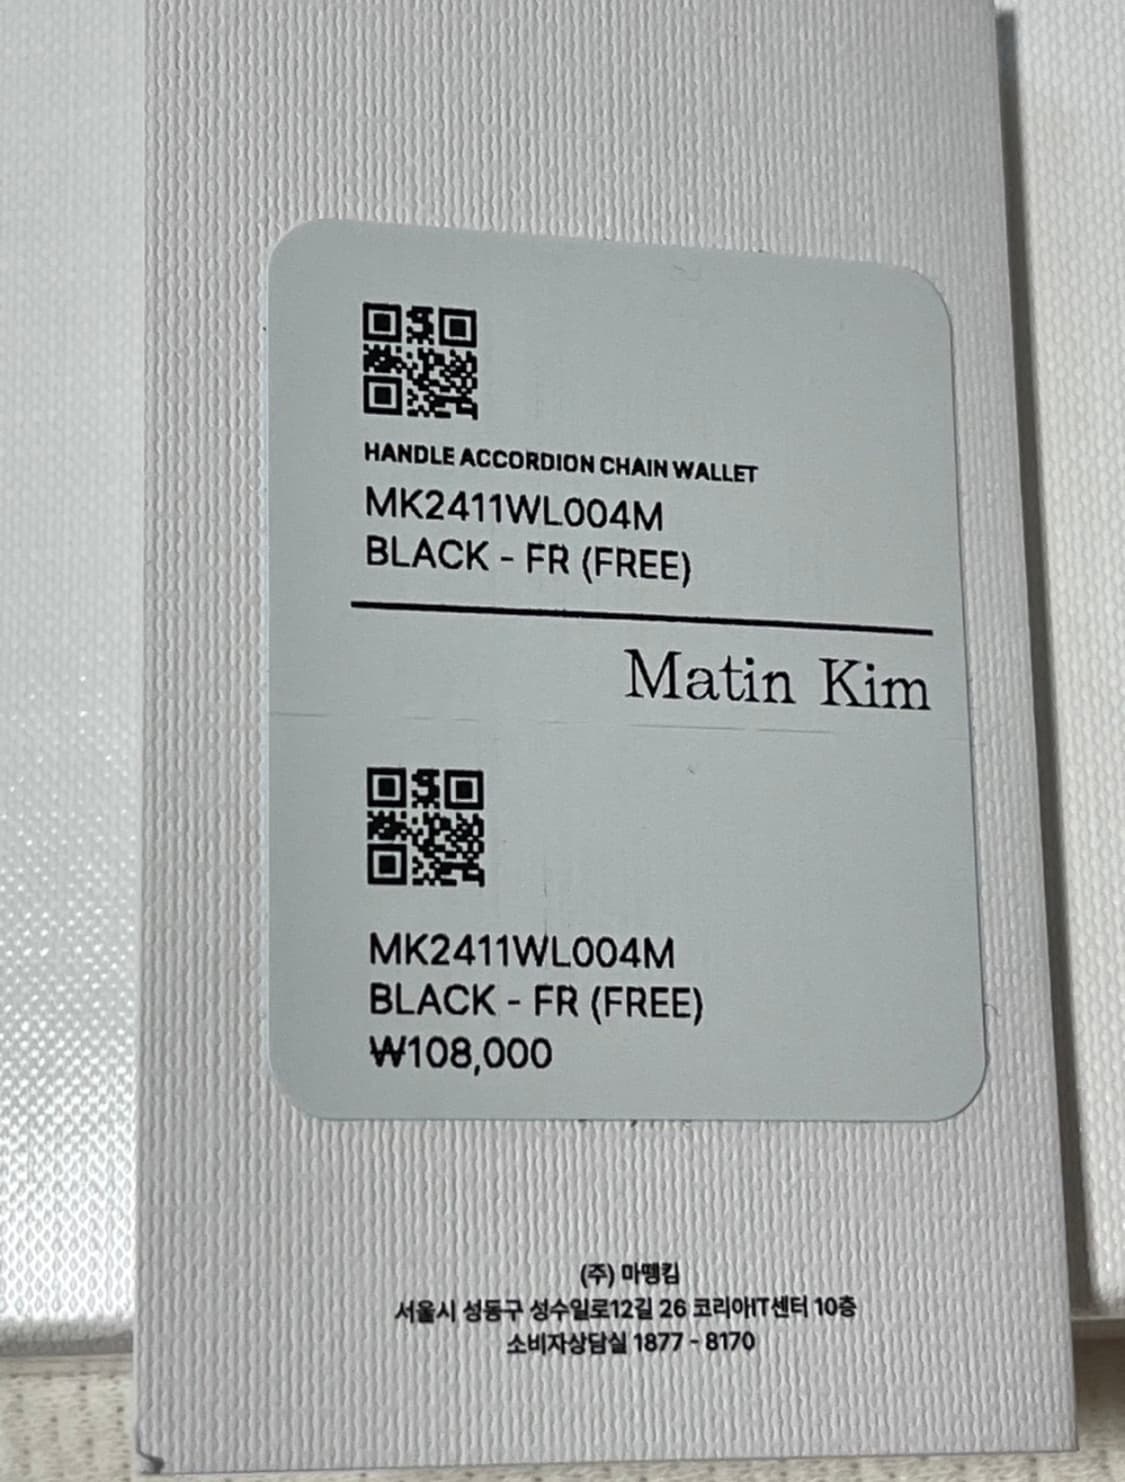 HANDLE ACCORDION CHAIN WALLET
MK2411WL004M
BLACK - FR (FREE)
Matin Kim
MK2411WL004M
BLACK - FR (FREE)
₩108,000
(주) 마뗑킴
서울시 성동구 성수일로12길 26 코리아IT센터 10층
소비자상담실 1877 - 8170